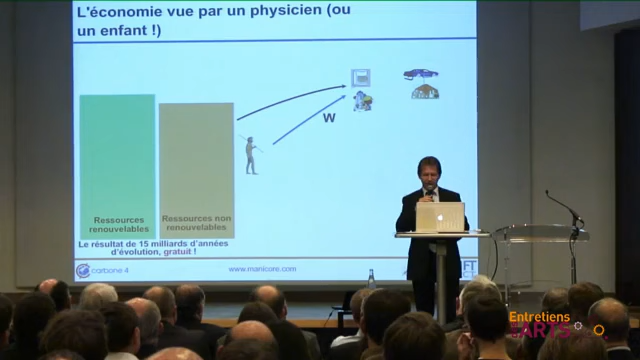 L'économie vue par un physicien (ou
un enfant !)
W
Ressources
renouvelables
Ressources non
renouvelables
Le résultat de 15 milliards d'années
d'évolution, gratuit !
carbone 4
www.manicore.com
FT
Entretiens
ARTS